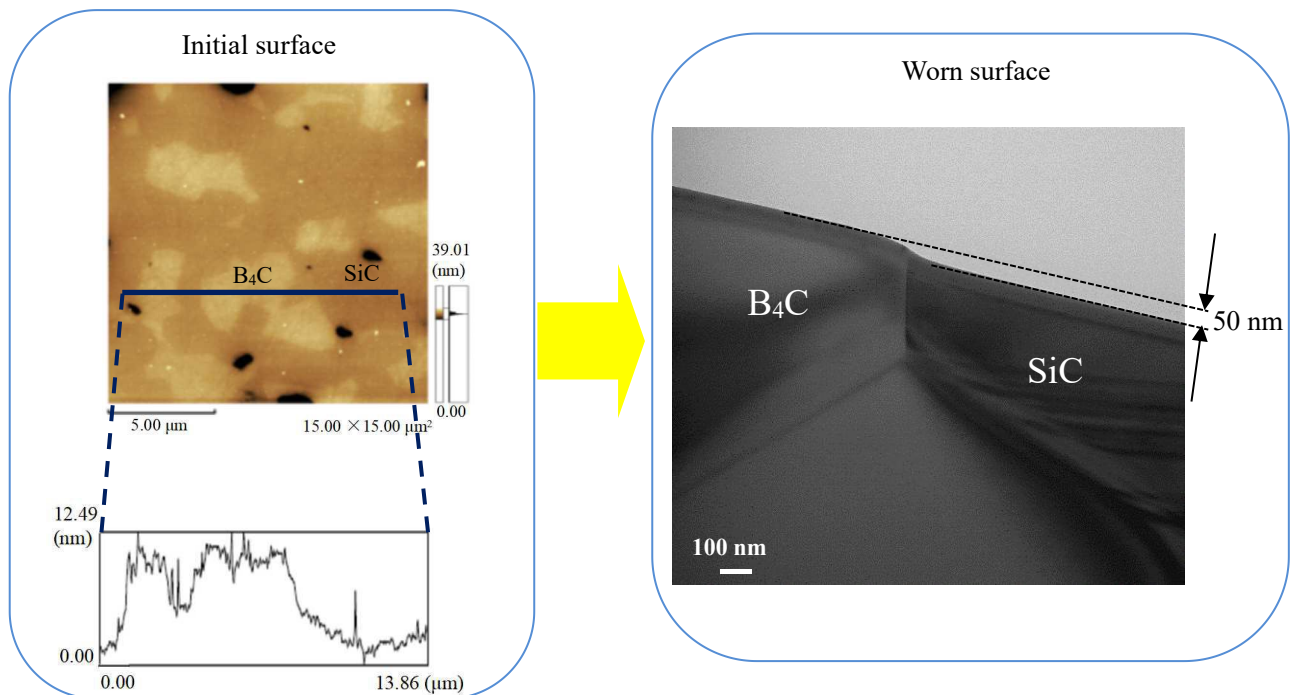 Initial surface
B₄C
SiC
39.01
(nm)
0.00
5.00 μm
15.00 ×15.00 μm²
12.49
(nm)
0.00
0.00
13.86 (μm)
Worn surface
B₄C
SiC
50 nm
100 nm